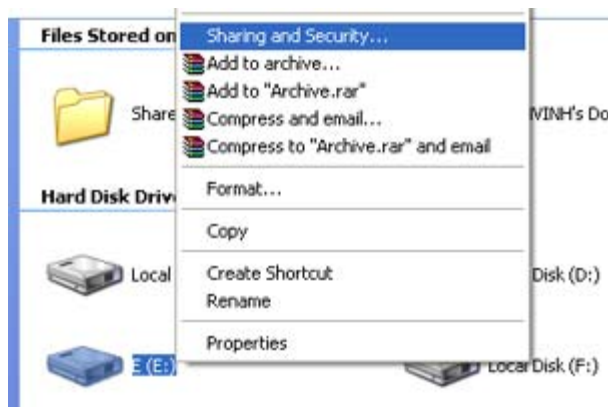 Files Stored on
Sharing and Security...
Add to archive...
Add to "Archive.rar"
Share
VINH's Do
Compress and email...
Compress to "Archive.rar" and email
Hard Disk Driv
Format...
Copy
Local
Create Shortcut
Disk (D:)
Rename
Properties
E (E:)
Local Disk (F:)